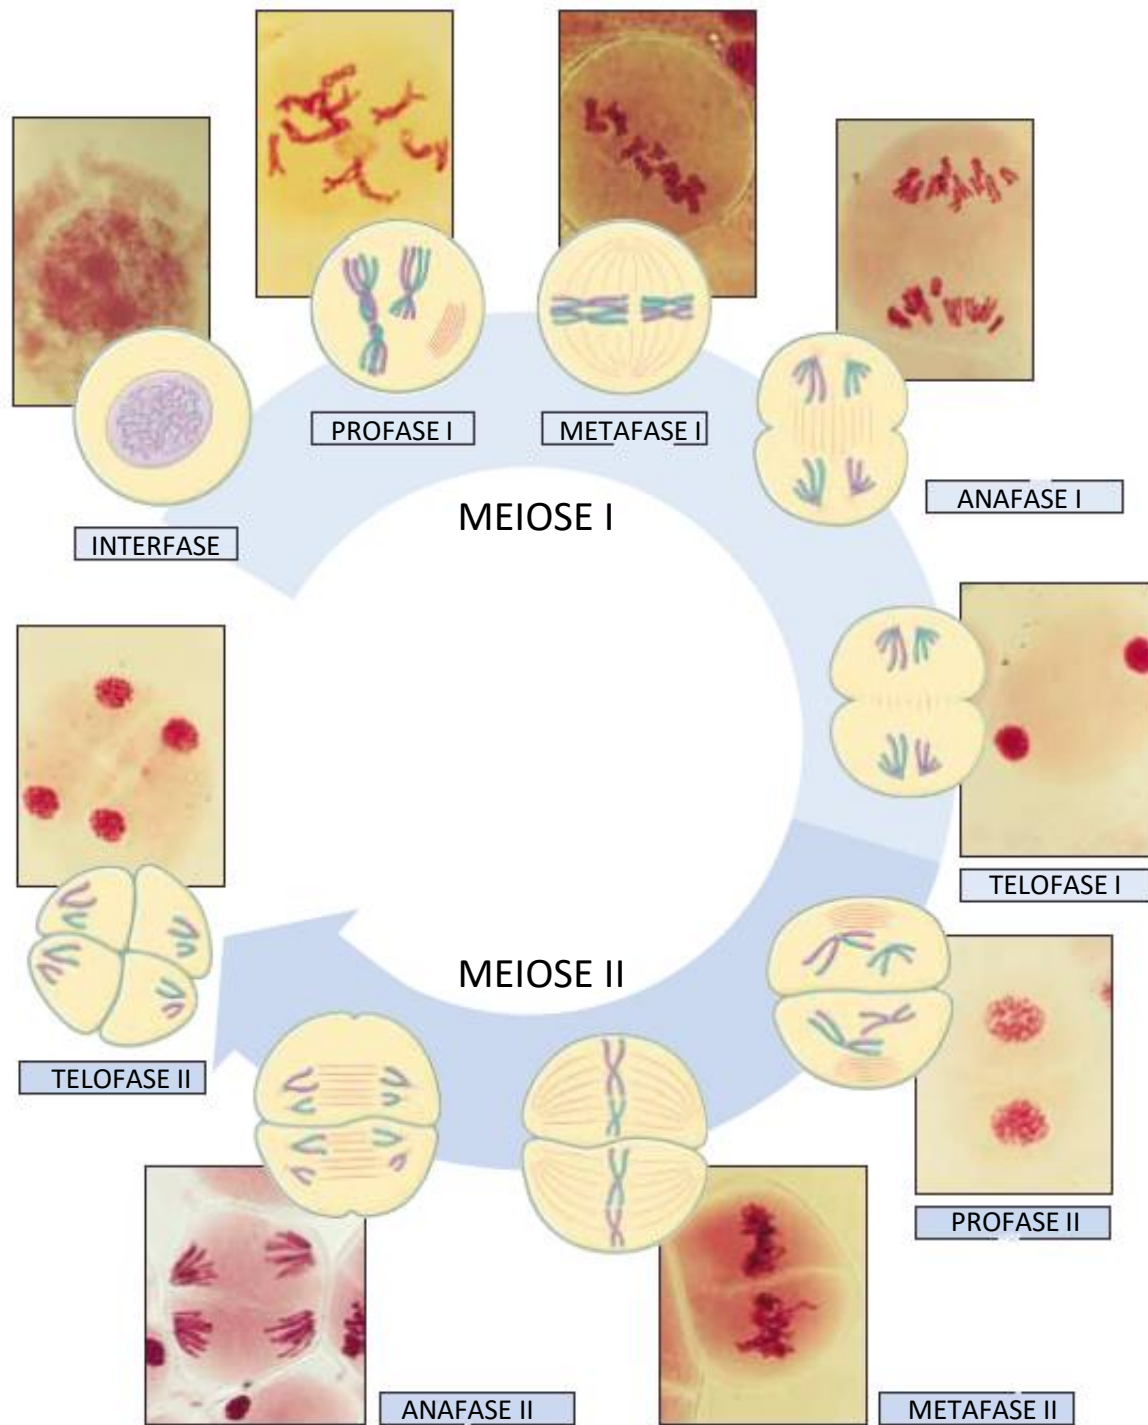 PROFASE I
METAFASE I
ANAFASE I
MEIOSE I
INTERFASE
TELOFASE I
MEIOSE II
TELOFASE II
PROFASE II
ANAFASE II
METAFASE II